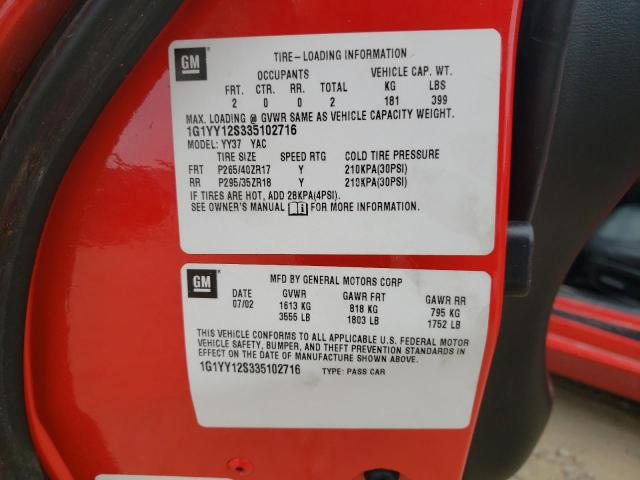 GM
TIRE-LOADING INFORMATION
OCCUPANTS VEHICLE CAP. WT.
FRT. CTR. RR. TOTAL KG LBS
2 0 0 2 181 399
MAX. LOADING @ GVWR SAME AS VEHICLE CAPACITY WEIGHT.
1G1YY12S335102716
MODEL: YY37 YAC
TIRE SIZE SPEED RTG COLD TIRE PRESSURE
FRT P265/40ZR17 Y 210KPA(30PSI)
RR P295/35ZR18 Y 210KPA(30PSI)
IF TIRES ARE HOT, ADD 28KPA(4PSI).
SEE OWNER'S MANUAL FOR MORE INFORMATION.
GM
MFD BY GENERAL MOTORS CORP
DATE GVWR GAWR FRT GAWR RR
07/02 1613 KG 818 KG 795 KG
3555 LB 1803 LB 1752 LB
THIS VEHICLE CONFORMS TO ALL APPLICABLE U.S. FEDERAL MOTOR
VEHICLE SAFETY, BUMPER, AND THEFT PREVENTION STANDARDS IN
EFFECT ON THE DATE OF MANUFACTURE SHOWN ABOVE.
1G1YY12S335102716 TYPE: PASS CAR